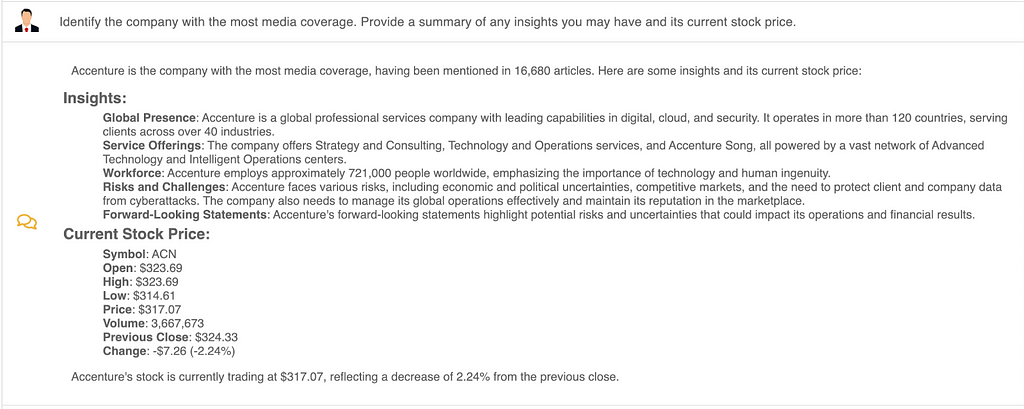 Identify the company with the most media coverage. Provide a summary of any insights you may have and its current stock price.
Accenture is the company with the most media coverage, having been mentioned in 16,680 articles. Here are some insights and its current stock price:
Insights:
Global Presence: Accenture is a global professional services company with leading capabilities in digital, cloud, and security. It operates in more than 120 countries, serving
clients across over 40 industries.
Service Offerings: The company offers Strategy and Consulting, Technology and Operations services, and Accenture Song, all powered by a vast network of Advanced
Technology and Intelligent Operations centers.
Workforce: Accenture employs approximately 721,000 people worldwide, emphasizing the importance of technology and human ingenuity.
Risks and Challenges: Accenture faces various risks, including economic and political uncertainties, competitive markets, and the need to protect client and company data
from cyberattacks. The company also needs to manage its global operations effectively and maintain its reputation in the marketplace.
Forward-Looking Statements: Accenture's forward-looking statements highlight potential risks and uncertainties that could impact its operations and financial results.
Current Stock Price:
Symbol: ACN
Open: $323.69
High: $323.69
Low: $314.61
Price: $317.07
Volume: 3,667,673
Previous Close: $324.33
Change: -$7.26 (-2.24%)
Accenture's stock is currently trading at $317.07, reflecting a decrease of 2.24% from the previous close.